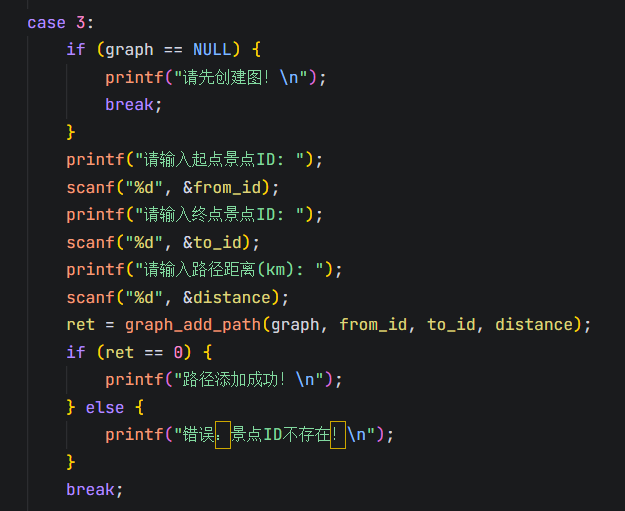 case 3:
if (graph == NULL) {
printf("请先创建图！\n");
break;
}
printf("请输入起点景点ID: ");
scanf("%d", &from_id);
printf("请输入终点景点ID: ");
scanf("%d", &to_id);
printf("请输入路径距离(km): ");
scanf("%d", &distance);
ret = graph_add_path(graph, from_id, to_id, distance);
if (ret == 0) {
printf("路径添加成功！\n");
} else {
printf("错误：景点ID不存在！\n");
}
break;